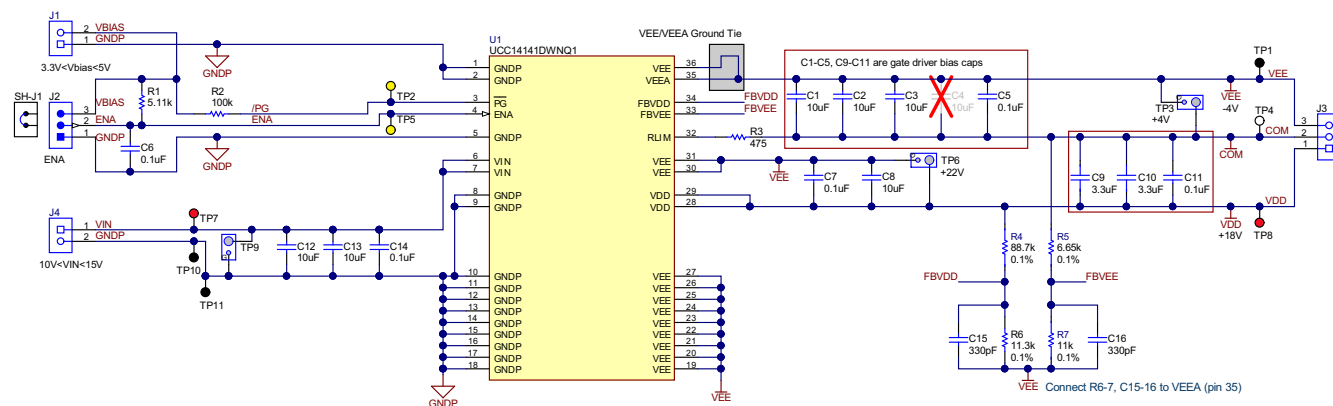 J1
2 VBIAS
1 GNDP
3.3V<Vbias<5V
GNDP
SH-J1
J2
VBIAS
3
2 ENA
1
GNDP
ENA
R1
5.11k
R2
100k
/PG
ENA
C6
0.1uF
GNDP
TP2
TP5
J4
1 VIN
2 GNDP
10V<VIN<15V
TP7
TP10
TP11
TP9
C12
10uF
C13
10uF
C14
0.1uF
U1
UCC14141DWNQ1
1 GNDP
2 GNDP
3 PG
4 ENA
5 GNDP
6 VIN
7 VIN
8 GNDP
9 GNDP
10 GNDP
11 GNDP
12 GNDP
13 GNDP
14 GNDP
15 GNDP
16 GNDP
17 GNDP
18 GNDP
GNDP
VEE 36
VEEA 35
FBVDD 34
FBVEE 33
RLIM 32
VEE 31
VEE 30
VDD 29
VDD 28
VEE 27
VEE 26
VEE 25
VEE 24
VEE 23
VEE 22
VEE 21
VEE 20
VEE 19
VEE
VEE/VEEA Ground Tie
FBVDD
FBVEE
R3
475
C1-C5, C9-C11 are gate driver bias caps
C1
10uF
C2
10uF
C3
10uF
C4
10uF
C5
0.1uF
VEE
C7
0.1uF
C8
10uF
TP6
+22V
TP1
VEE
VEE
-4V
TP3
+4V
TP4
COM
COM
J3
3
2
1
C9
3.3uF
C10
3.3uF
C11
0.1uF
VDD
VDD
+18V
TP8
R4
88.7k
0.1%
R5
6.65k
0.1%
FBVDD
FBVEE
C15
330pF
R6
11.3k
0.1%
R7
11k
0.1%
C16
330pF
VEE
Connect R6-7, C15-16 to VEEA (pin 35)